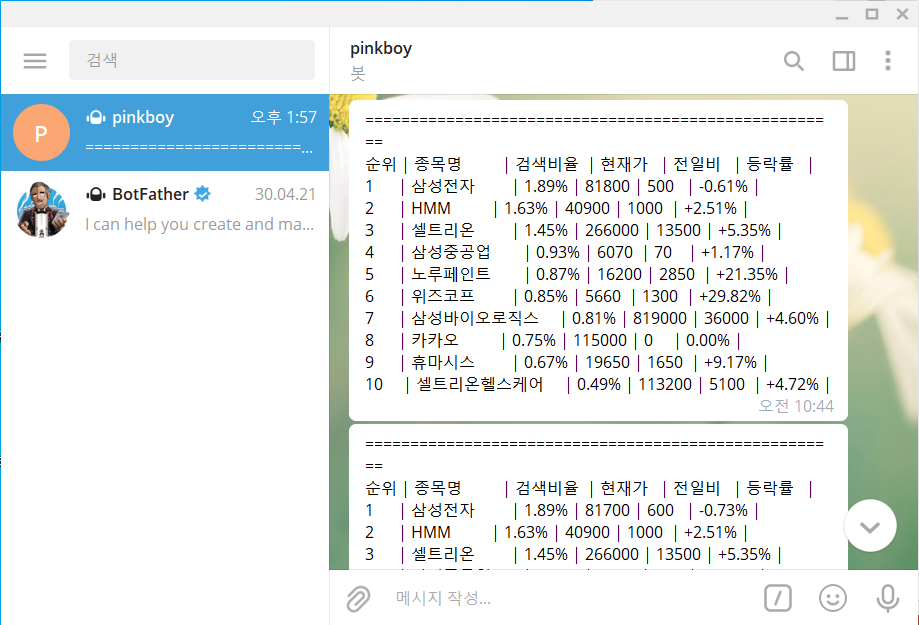 검색
P
pinkboy
오후 1:57
========================...
BotFather
30.04.21
I can help you create and ma...
pinkboy
봇
===================================================
==
순위 | 종목명 | 검색비율 | 현재가 | 전일비 | 등락률 |
1 | 삼성전자 | 1.89% | 81800 | 500 | -0.61% |
2 | HMM | 1.63% | 40900 | 1000 | +2.51% |
3 | 셀트리온 | 1.45% | 266000 | 13500 | +5.35% |
4 | 삼성중공업 | 0.93% | 6070 | 70 | +1.17% |
5 | 노루페인트 | 0.87% | 16200 | 2850 | +21.35% |
6 | 위즈코프 | 0.85% | 5660 | 1300 | +29.82% |
7 | 삼성바이오로직스 | 0.81% | 819000 | 36000 | +4.60% |
8 | 카카오 | 0.75% | 115000 | 0 | 0.00% |
9 | 휴마시스 | 0.67% | 19650 | 1650 | +9.17% |
10 | 셀트리온헬스케어 | 0.49% | 113200 | 5100 | +4.72% |
오전 10:44
===================================================
==
순위 | 종목명 | 검색비율 | 현재가 | 전일비 | 등락률 |
1 | 삼성전자 | 1.89% | 81700 | 600 | -0.73% |
2 | HMM | 1.63% | 40900 | 1000 | +2.51% |
3 | 셀트리온 | 1.45% | 266000 | 13500 | +5.35% |
메시지 작성...